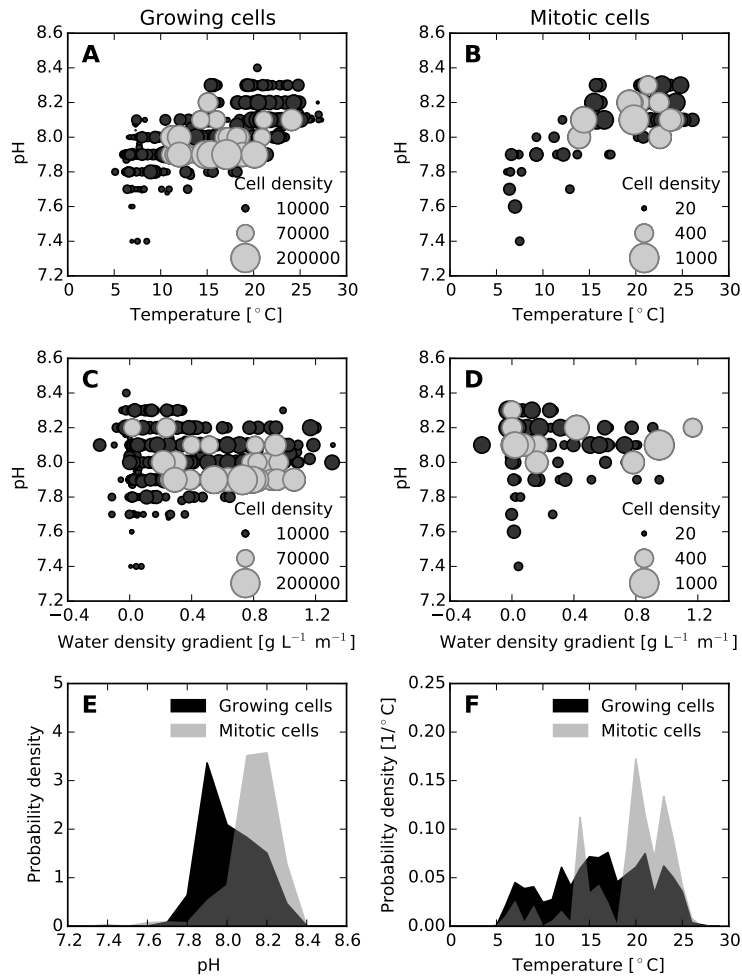 Growing cells
Mitotic cells
A
8.6
8.4
8.2
8.0
7.8
7.6
7.4
7.2
pH
0 5 10 15 20 25 30
Temperature [°C]
Cell density
10000
70000
200000
B
8.6
8.4
8.2
8.0
7.8
7.6
7.4
7.2
pH
0 5 10 15 20 25 30
Temperature [°C]
Cell density
20
400
1000
C
8.6
8.4
8.2
8.0
7.8
7.6
7.4
7.2
pH
−0.4 0.0 0.4 0.8 1.2
Water density gradient [g L⁻¹ m⁻¹]
Cell density
10000
70000
200000
D
8.6
8.4
8.2
8.0
7.8
7.6
7.4
7.2
pH
−0.4 0.0 0.4 0.8 1.2
Water density gradient [g L⁻¹ m⁻¹]
Cell density
20
400
1000
E
5
4
3
2
1
0
Probability density
7.2 7.4 7.6 7.8 8.0 8.2 8.4 8.6
pH
Growing cells
Mitotic cells
F
0.25
0.20
0.15
0.10
0.05
0.00
Probability density [1/°C]
0 5 10 15 20 25 30
Temperature [°C]
Growing cells
Mitotic cells